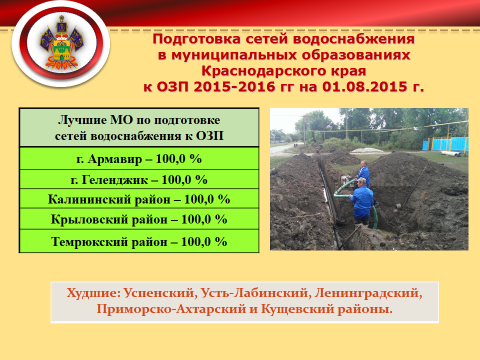 Подготовка сетей водоснабжения
в муниципальных образованиях
Краснодарского края
к ОЗП 2015-2016 гг на 01.08.2015 г.
Лучшие МО по подготовке
сетей водоснабжения к ОЗП
г. Армавир – 100,0 %
г. Геленджик – 100,0 %
Калининский район – 100,0 %
Крыловский район – 100,0 %
Темрюкский район – 100,0 %
Худшие: Успенский, Усть-Лабинский, Ленинградский,
Приморско-Ахтарский и Кущевский районы.